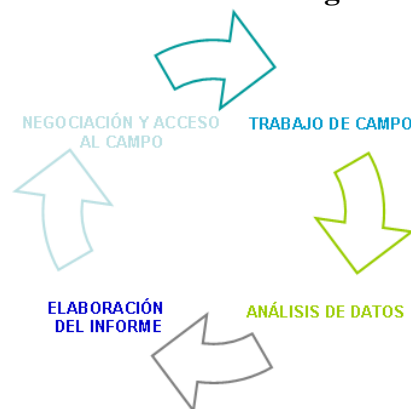 NEGOCIACIÓN Y ACCESO
AL CAMPO
TRABAJO DE CAMPO
ANÁLISIS DE DATOS
ELABORACIÓN
DEL INFORME